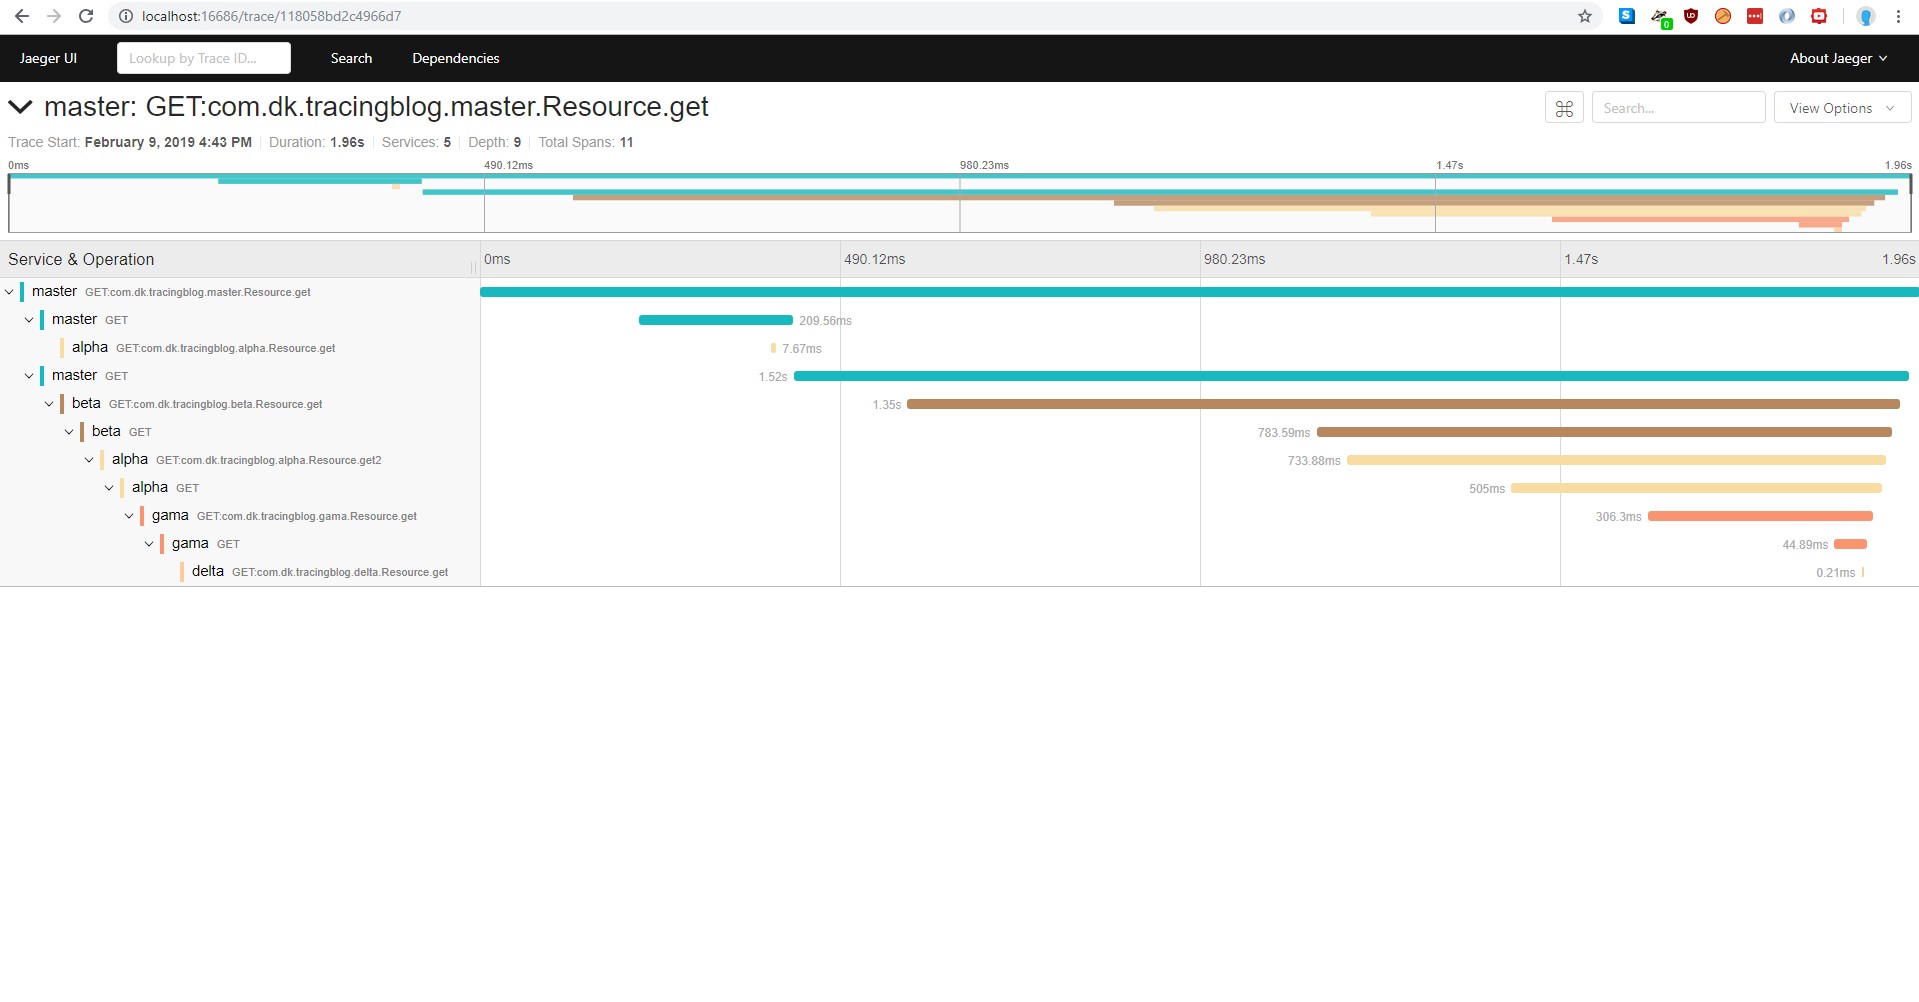 localhost:16686/trace/118058bd2c4966d7
Jaeger UI Lookup by Trace ID... Search Dependencies About Jaeger
master: GET:com.dk.tracingblog.master.Resource.get ⌘ Search... View Options
Trace Start: February 9, 2019 4:43 PM Duration: 1.96s Services: 5 Depth: 9 Total Spans: 11
0ms 490.12ms 980.23ms 1.47s 1.96s
Service & Operation 0ms 490.12ms 980.23ms 1.47s 1.96s
master GET:com.dk.tracingblog.master.Resource.get
master GET 209.56ms
alpha GET:com.dk.tracingblog.alpha.Resource.get 7.67ms
master GET 1.52s
beta GET:com.dk.tracingblog.beta.Resource.get 1.35s
beta GET 783.59ms
alpha GET:com.dk.tracingblog.alpha.Resource.get2 733.88ms
alpha GET 505ms
gama GET:com.dk.tracingblog.gama.Resource.get 306.3ms
gama GET 44.89ms
delta GET:com.dk.tracingblog.delta.Resource.get 0.21ms